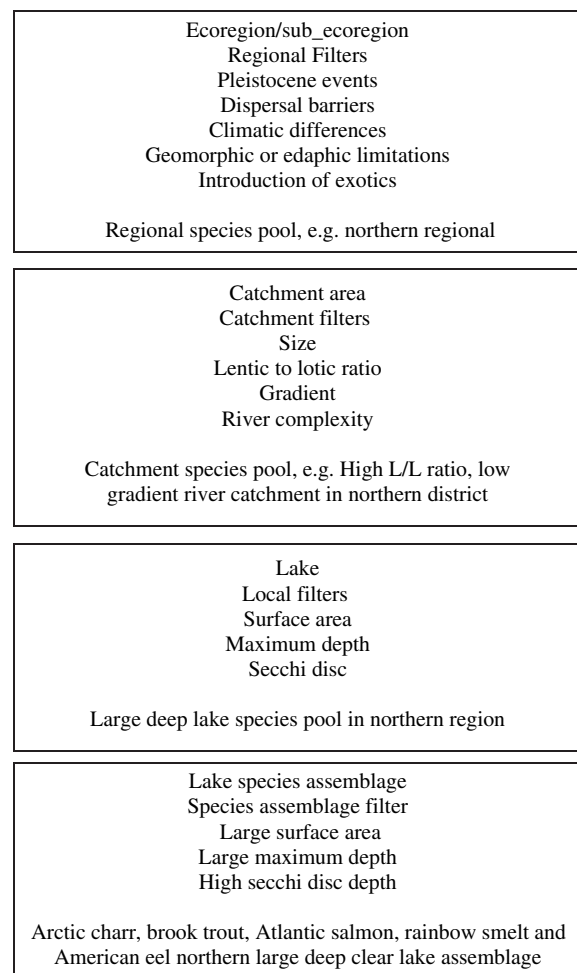 Ecoregion/sub_ecoregion
Regional Filters
Pleistocene events
Dispersal barriers
Climatic differences
Geomorphic or edaphic limitations
Introduction of exotics
Regional species pool, e.g. northern regional
Catchment area
Catchment filters
Size
Lentic to lotic ratio
Gradient
River complexity
Catchment species pool, e.g. High L/L ratio, low
gradient river catchment in northern district
Lake
Local filters
Surface area
Maximum depth
Secchi disc
Large deep lake species pool in northern region
Lake species assemblage
Species assemblage filter
Large surface area
Large maximum depth
High secchi disc depth
Arctic charr, brook trout, Atlantic salmon, rainbow smelt and
American eel northern large deep clear lake assemblage